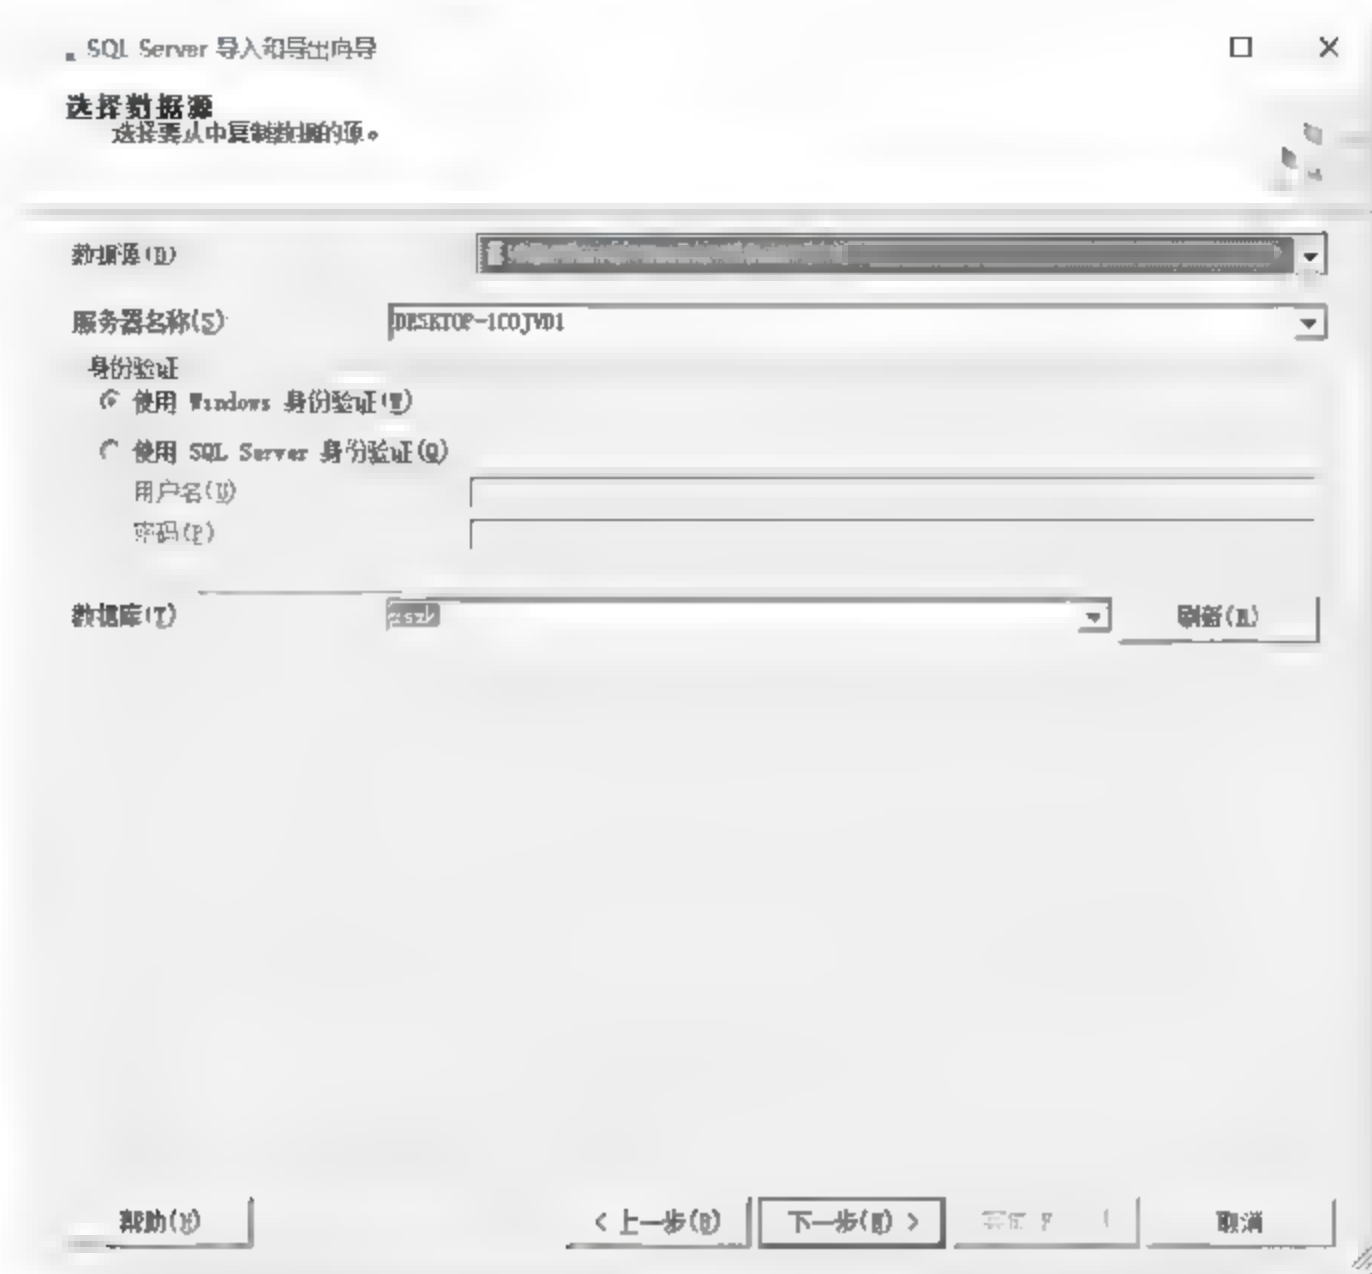 SQL Server 导入和导出向导
选择数据源
选择要从中复制数据的源。
数据源(D)
服务器名称(S) DESKTOP-1C0JVD1
身份验证
使用 Windows 身份验证(W)
使用 SQL Server 身份验证(Q)
用户名(U)
密码(P)
数据库(T) 刷新(R)
帮助(H) < 上一步(B) 下一步(N) > 取消